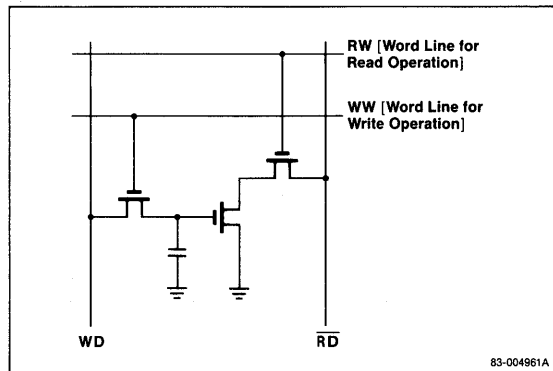 RW [Word Line for
Read Operation]
WW [Word Line for
Write Operation]
WD
RD
83-004961A